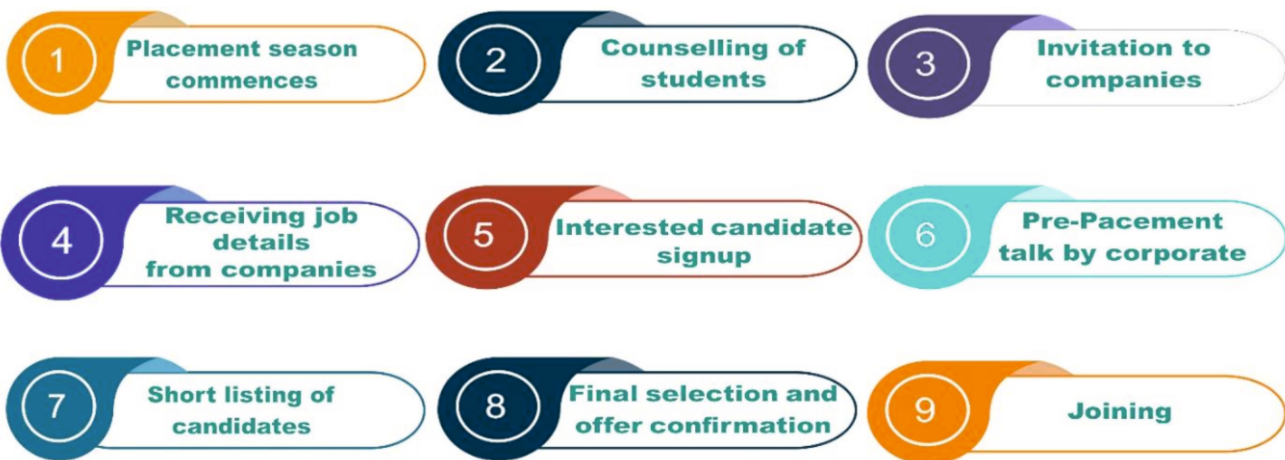 1
Placement season
commences
2
Counselling of
students
3
Invitation to
companies
4
Receiving job
details
from companies
5
Interested candidate
signup
6
Pre-Pacement
talk by corporate
7
Short listing of
candidates
8
Final selection and
offer confirmation
9
Joining